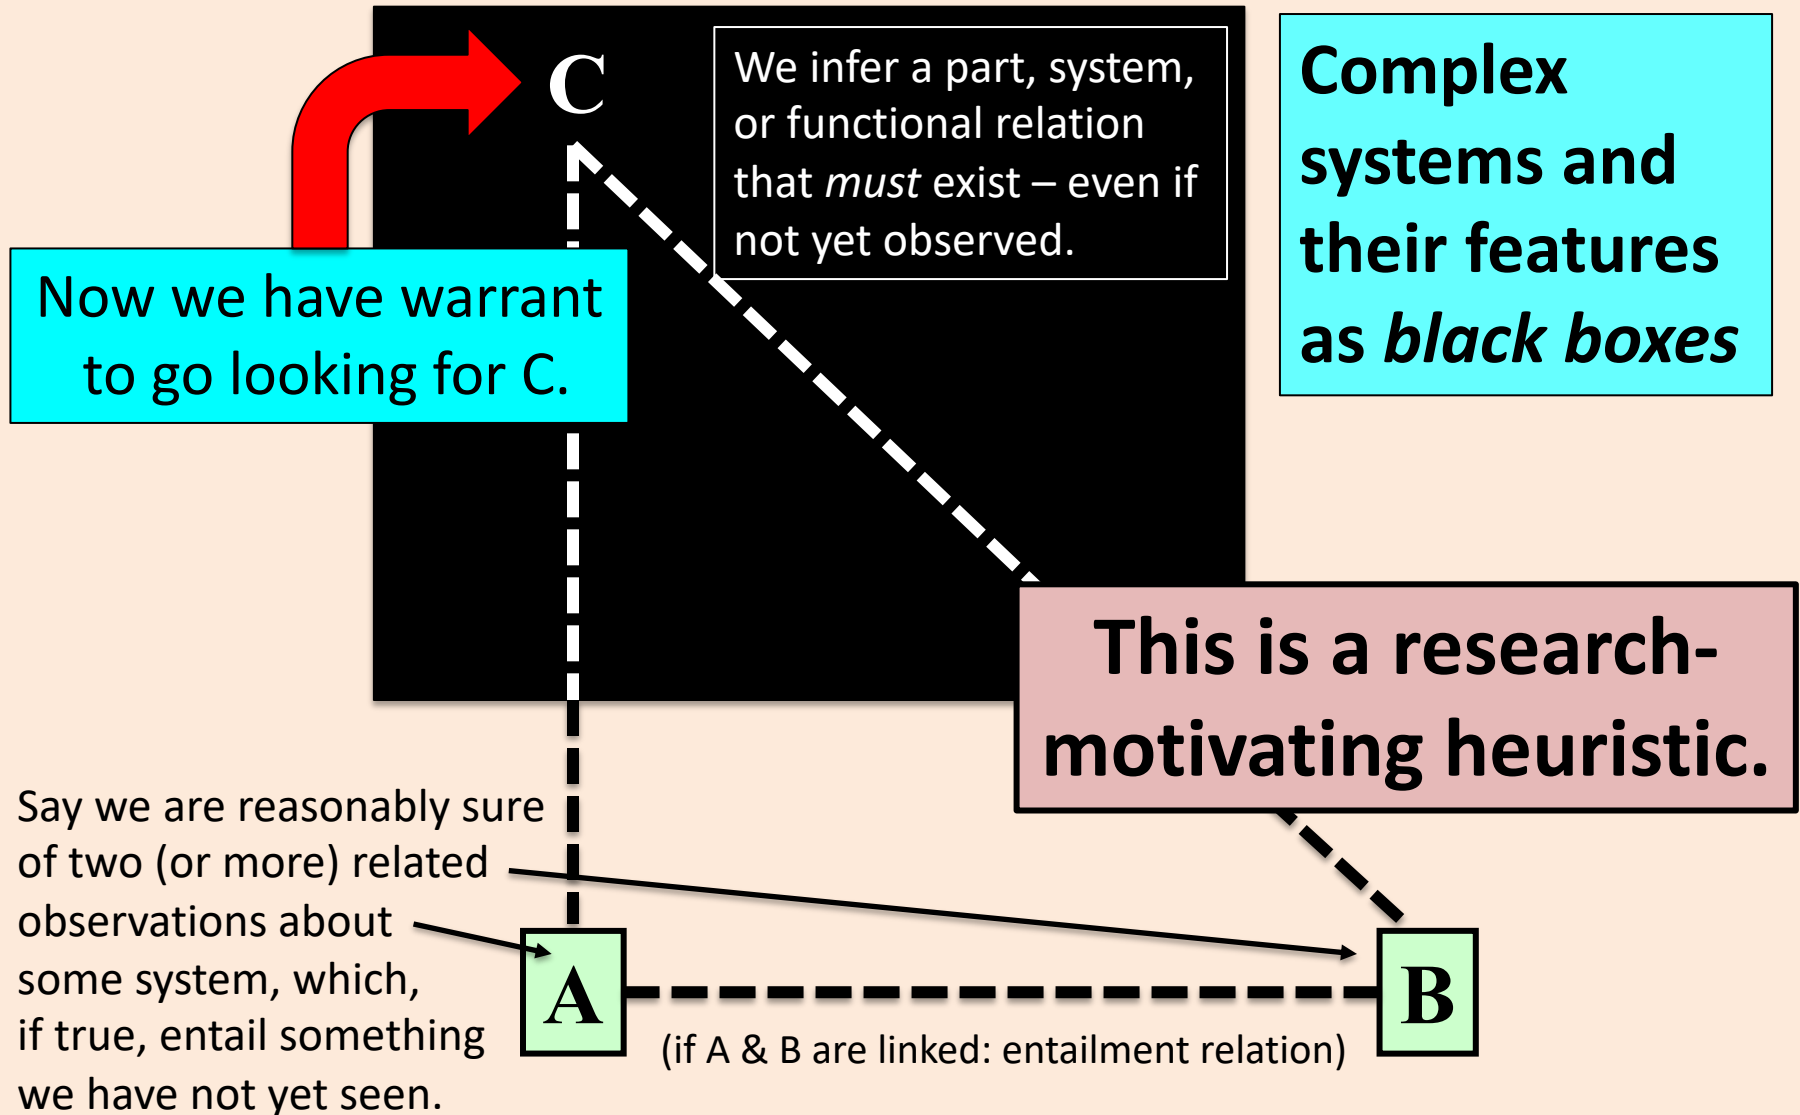 C
We infer a part, system,
or functional relation
that must exist – even if
not yet observed.
Complex
systems and
their features
as black boxes
Now we have warrant
to go looking for C.
This is a research-
motivating heuristic.
Say we are reasonably sure
of two (or more) related
observations about
some system, which,
if true, entail something
we have not yet seen.
A
B
(if A & B are linked: entailment relation)